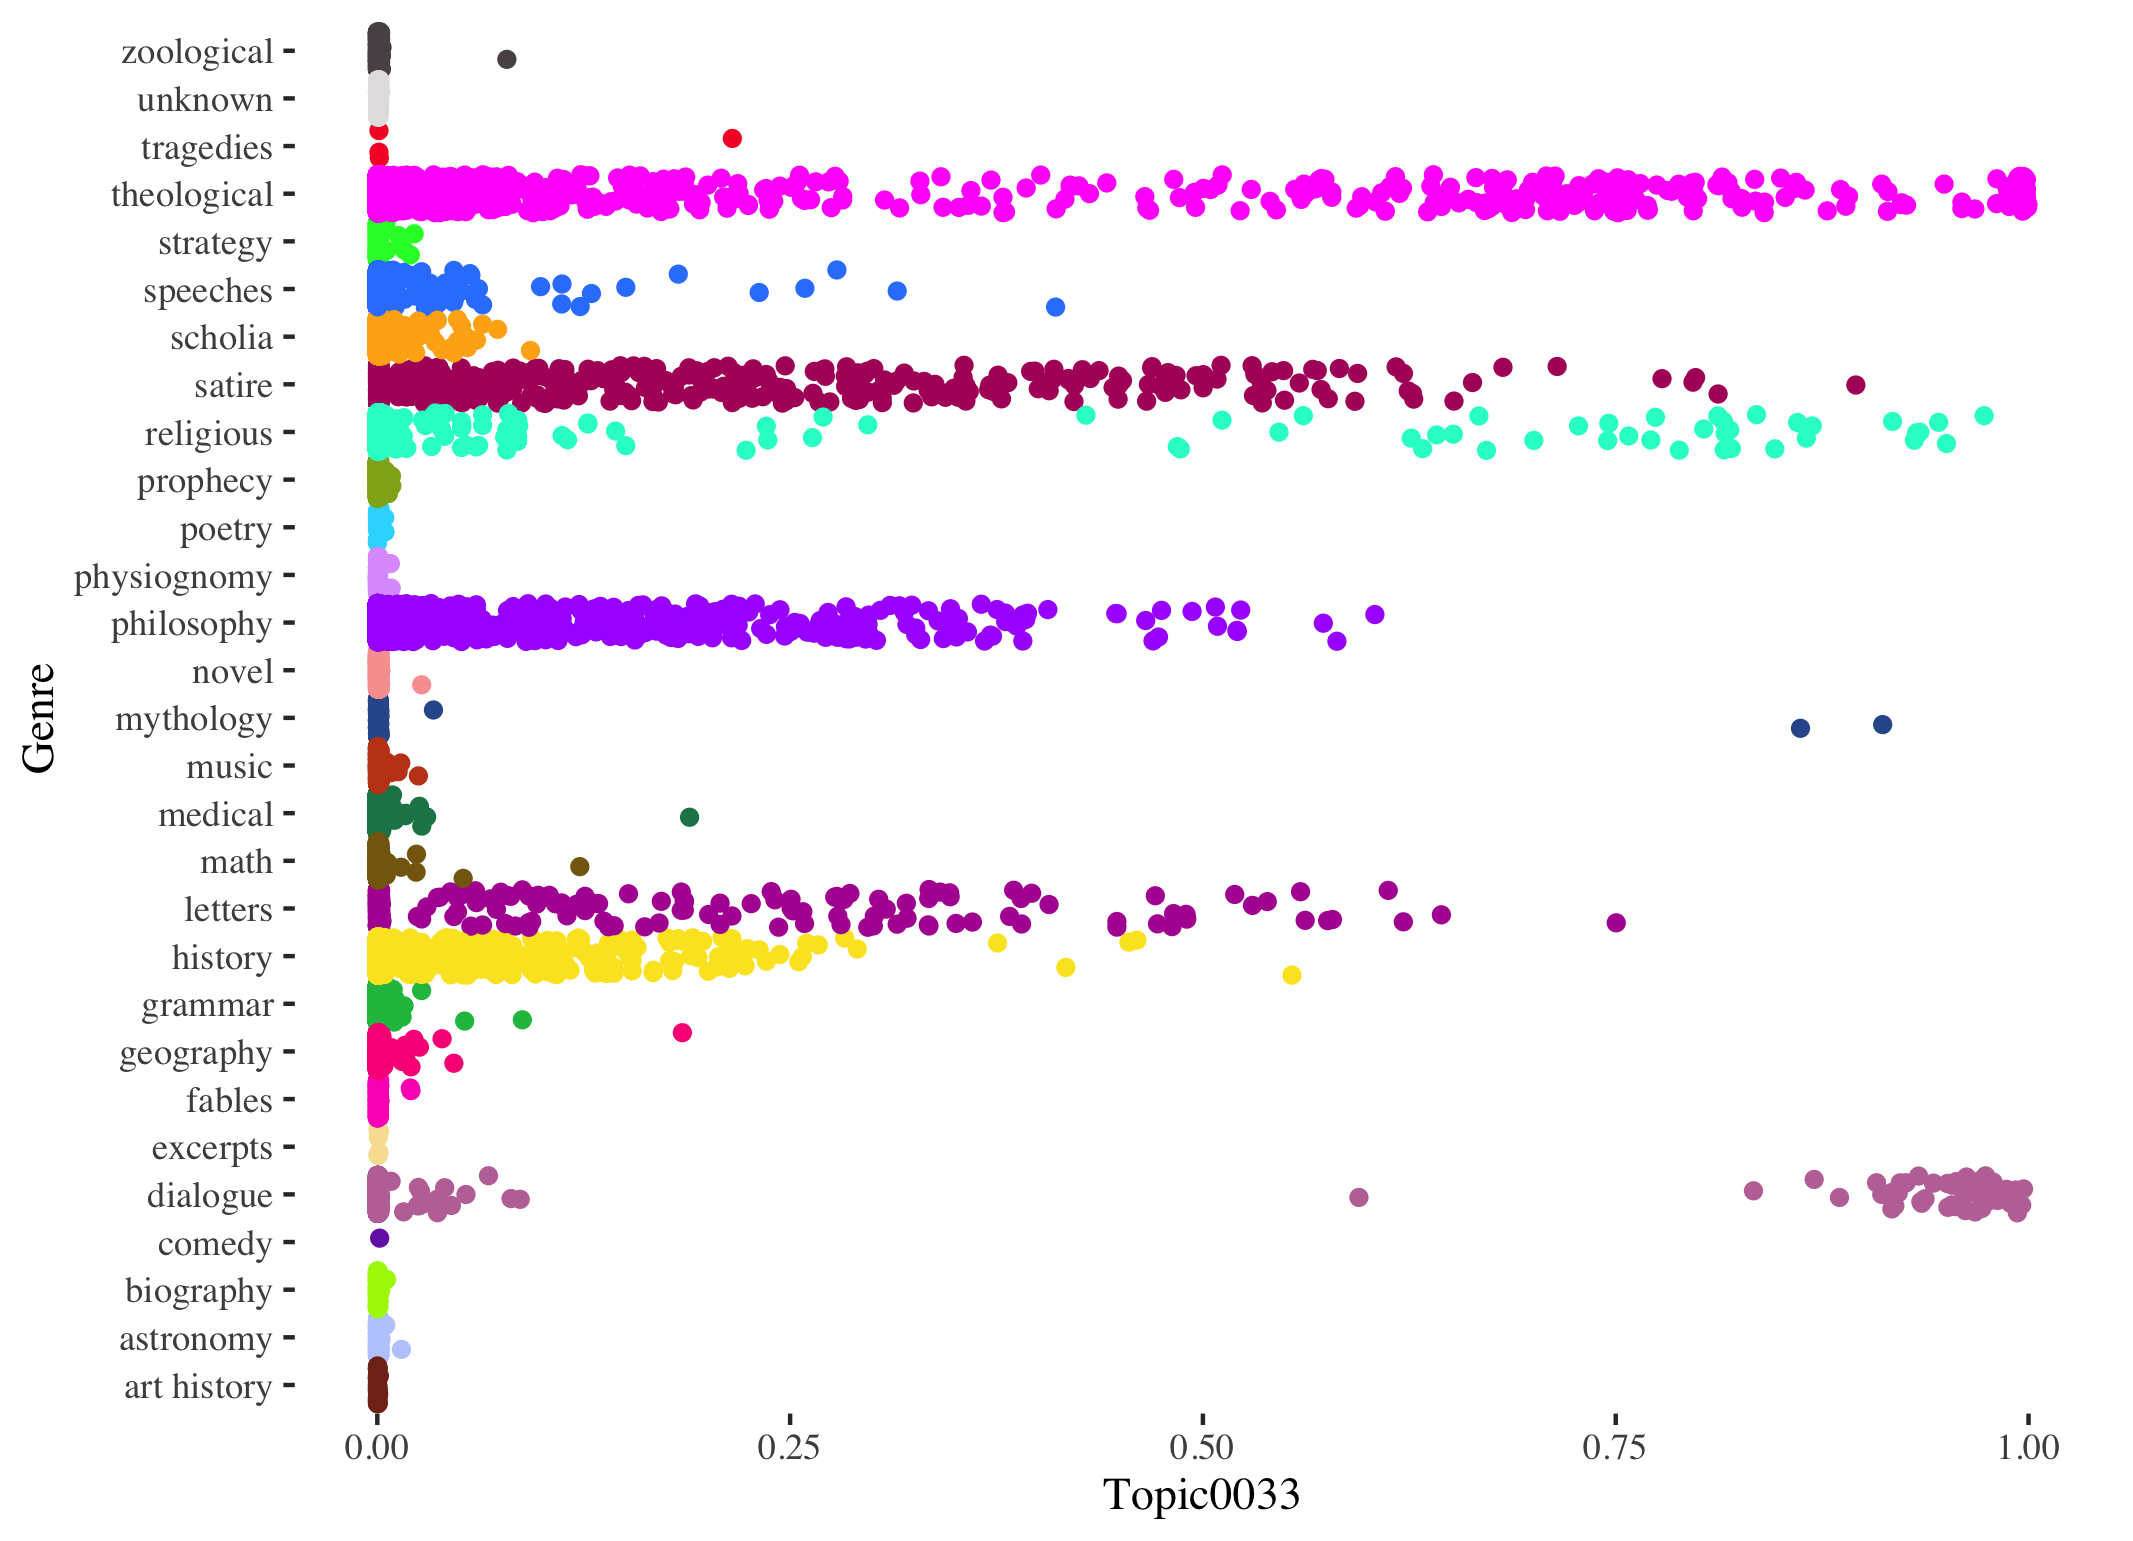 zoological
unknown
tragedies
theological
strategy
speeches
scholia
satire
religious
prophecy
poetry
physiognomy
philosophy
novel
mythology
music
medical
math
letters
history
grammar
geography
fables
excerpts
dialogue
comedy
biography
astronomy
art history
Genre
0.00 0.25 0.50 0.75 1.00
Topic0033